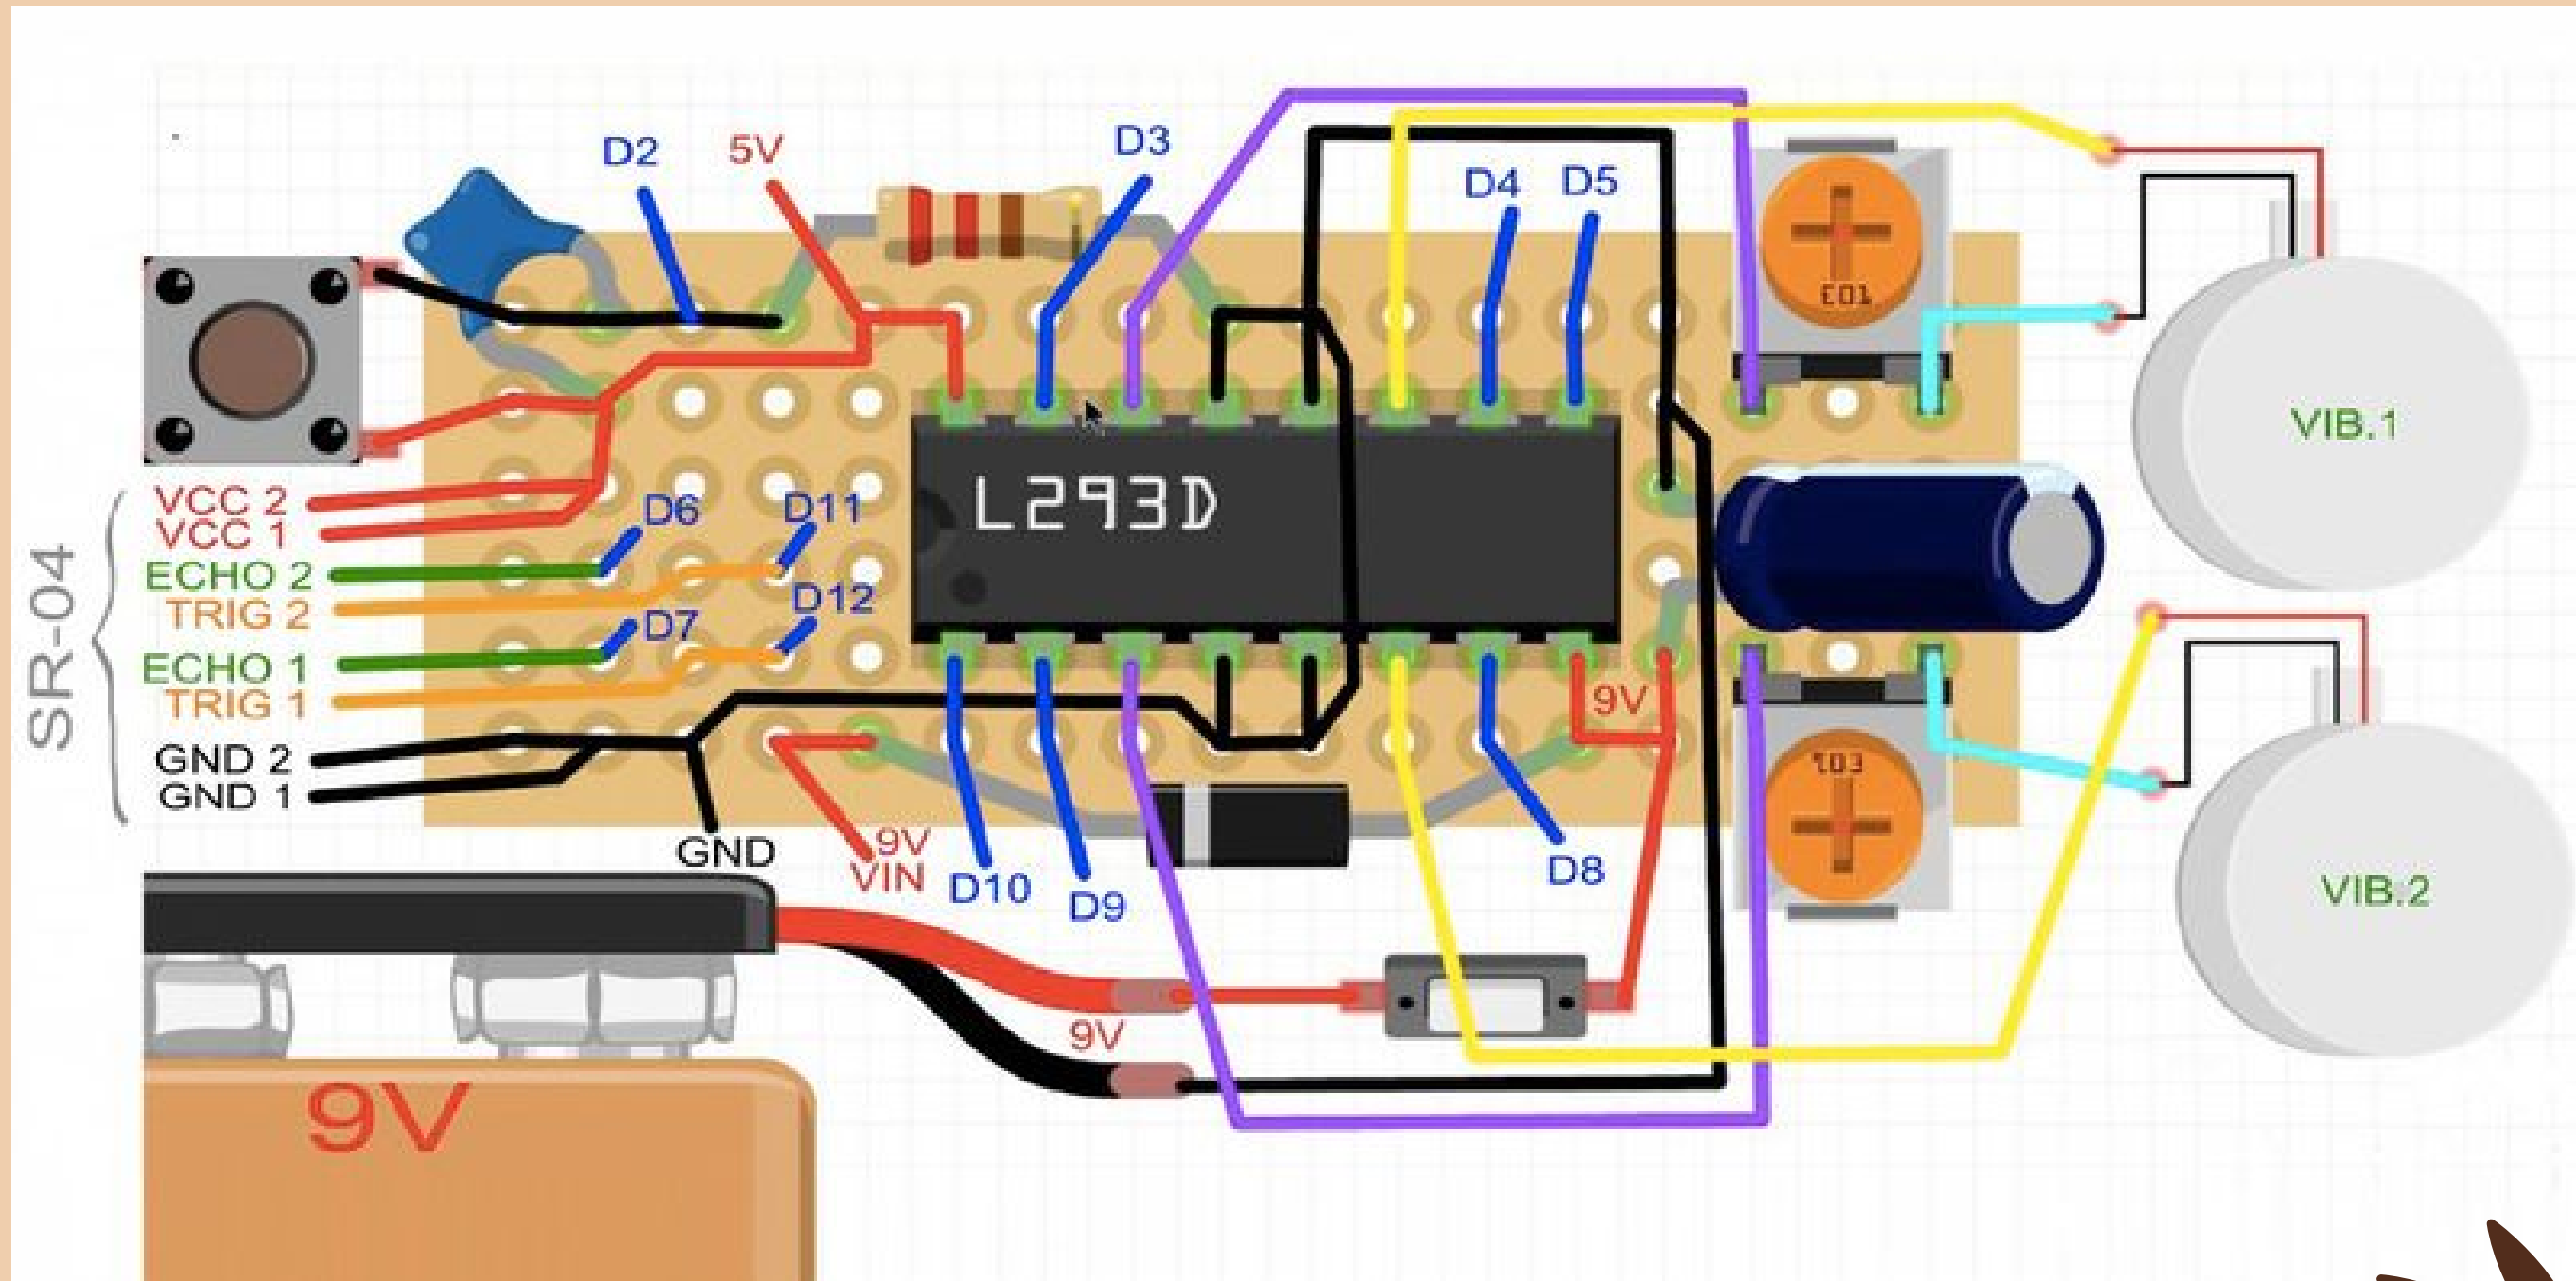 D2
5V
D3
D4
D5
E01
VIB.1
L293D
VCC 2
VCC 1
D6
D11
ECHO 2
TRIG 2
D12
D7
ECHO 1
TRIG 1
SR-04
GND 2
GND 1
GND
9V
9V
VIN
D10
D9
D8
VIB.2
9V
9V